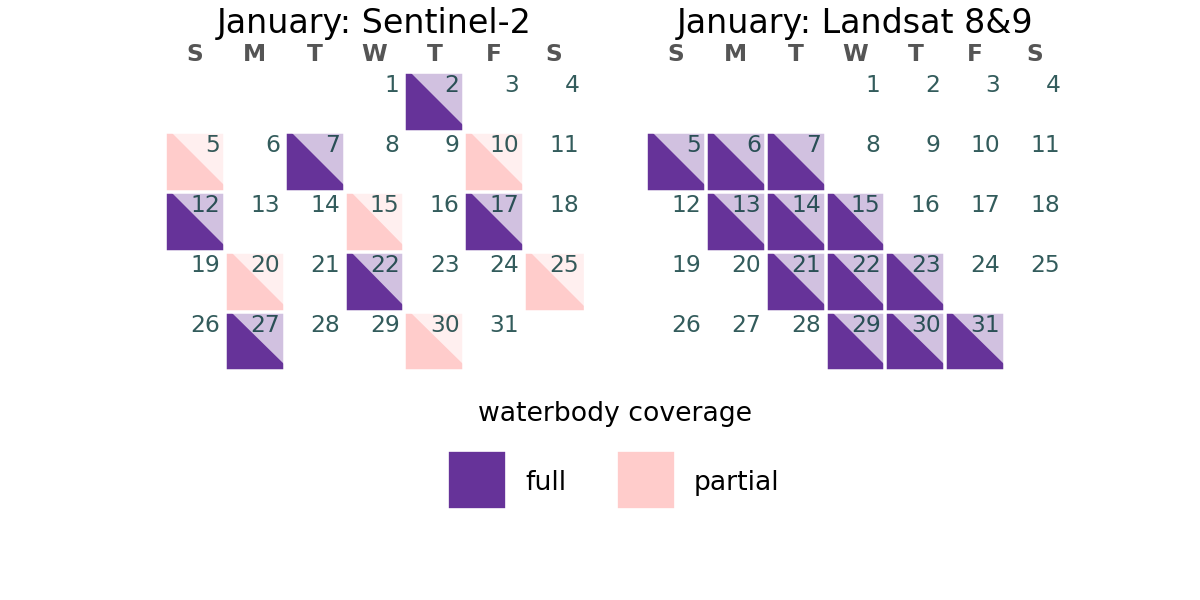 January: Sentinel-2
S M T W T F S
1 2 3 4
5 6 7 8 9 10 11
12 13 14 15 16 17 18
19 20 21 22 23 24 25
26 27 28 29 30 31
January: Landsat 8&9
S M T W T F S
1 2 3 4
5 6 7 8 9 10 11
12 13 14 15 16 17 18
19 20 21 22 23 24 25
26 27 28 29 30 31
waterbody coverage
full partial